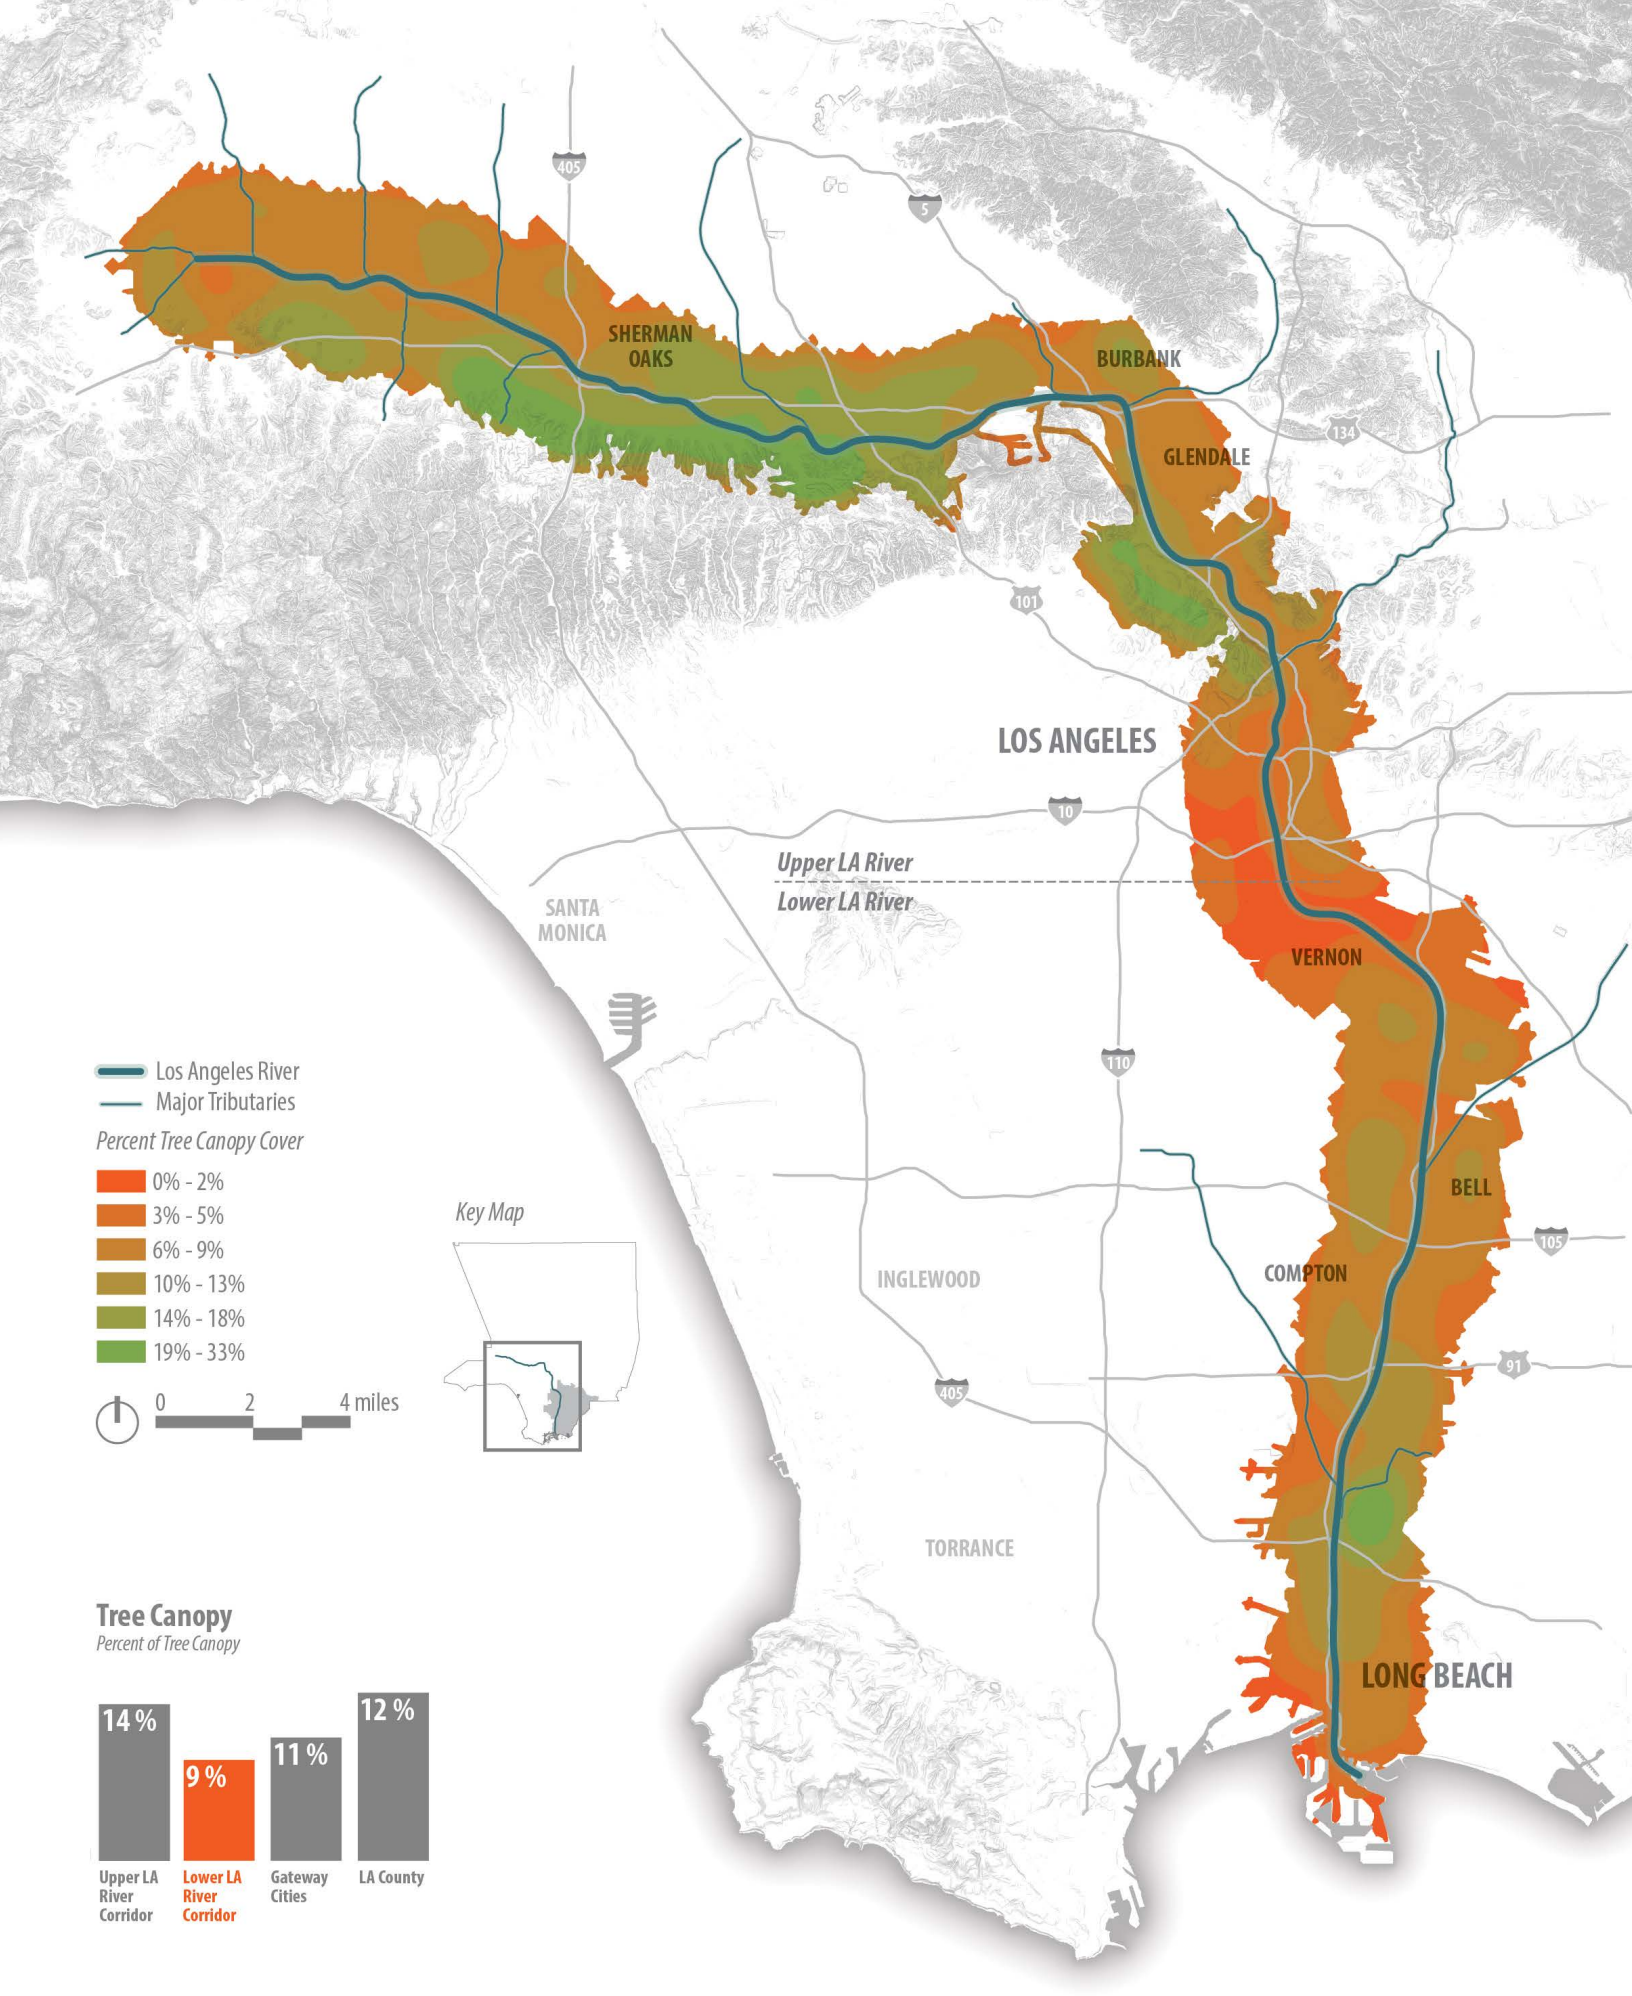 405
5
SHERMAN
OAKS
BURBANK
134
GLENDALE
101
LOS ANGELES
10
Upper LA River
Lower LA River
SANTA
MONICA
VERNON
110
Los Angeles River
Major Tributaries
Percent Tree Canopy Cover
0% - 2%
3% - 5%
6% - 9%
10% - 13%
14% - 18%
19% - 33%
0 2 4 miles
Key Map
BELL
105
COMPTON
INGLEWOOD
91
405
TORRANCE
LONG BEACH
Tree Canopy
Percent of Tree Canopy
14 %
9 %
11 %
12 %
Upper LA
River
Corridor
Lower LA
River
Corridor
Gateway
Cities
LA County